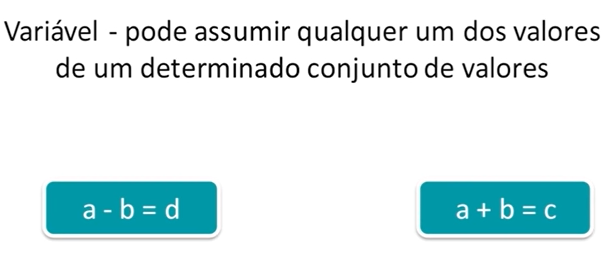 Variável - pode assumir qualquer um dos valores
de um determinado conjunto de valores
a - b = d
a + b = c